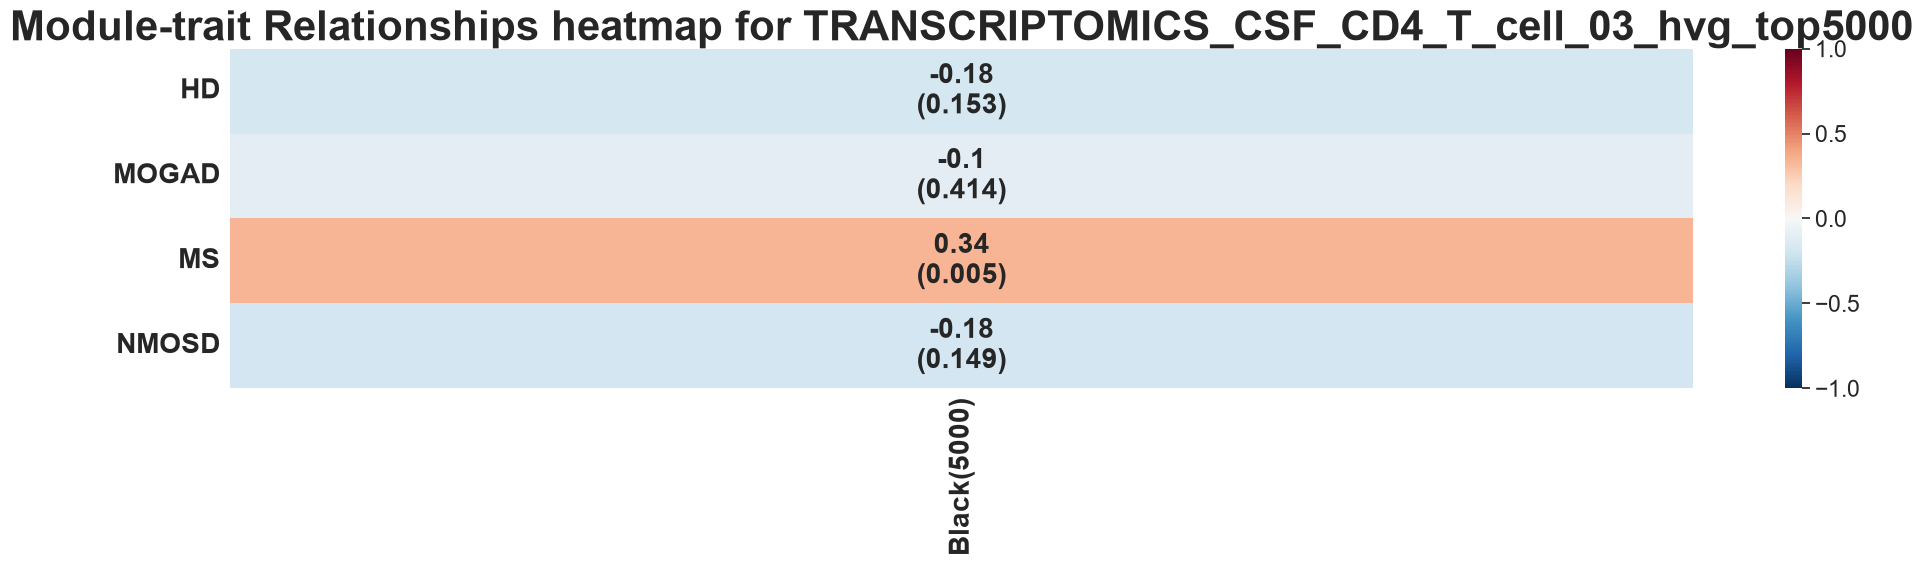 Module-trait Relationships heatmap for TRANSCRIPTOMICS_CSF_CD4_T_cell_03_hvg_top5000
HD
-0.18
(0.153)
MOGAD
-0.1
(0.414)
MS
0.34
(0.005)
NMOSD
-0.18
(0.149)
Black(5000)
1.0
0.5
0.0
−0.5
−1.0